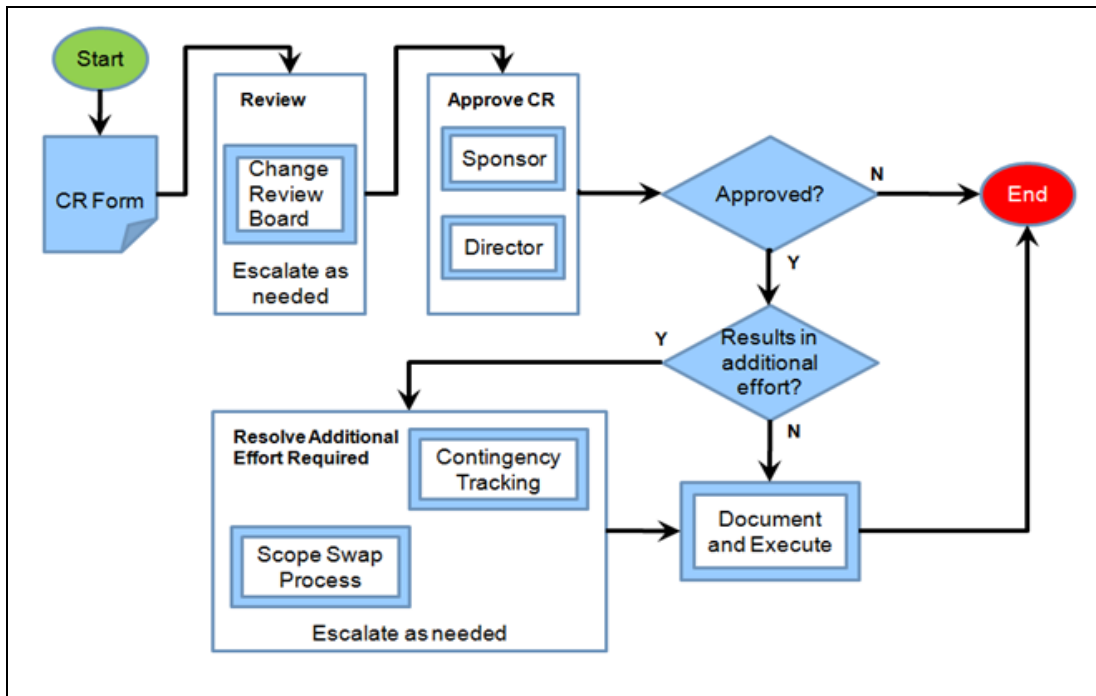 Start
CR Form
Review
Change
Review
Board
Escalate as
needed
Approve CR
Sponsor
Director
Approved?
N
End
Y
Results in
additional
effort?
Y
N
Resolve Additional
Effort Required
Contingency
Tracking
Scope Swap
Process
Escalate as needed
Document
and Execute